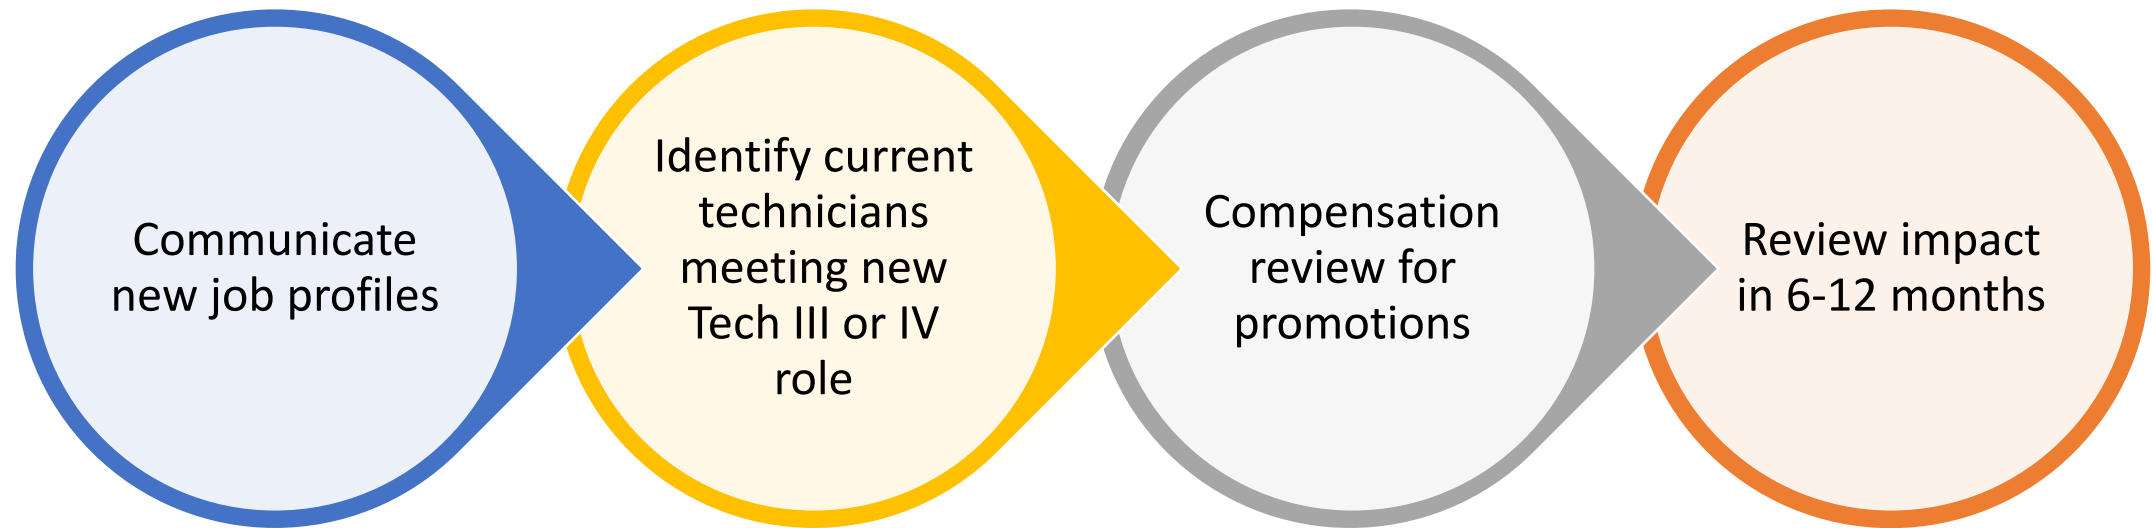 Communicate
new job profiles
Identify current
technicians
meeting new
Tech III or IV
role
Compensation
review for
promotions
Review impact
in 6-12 months